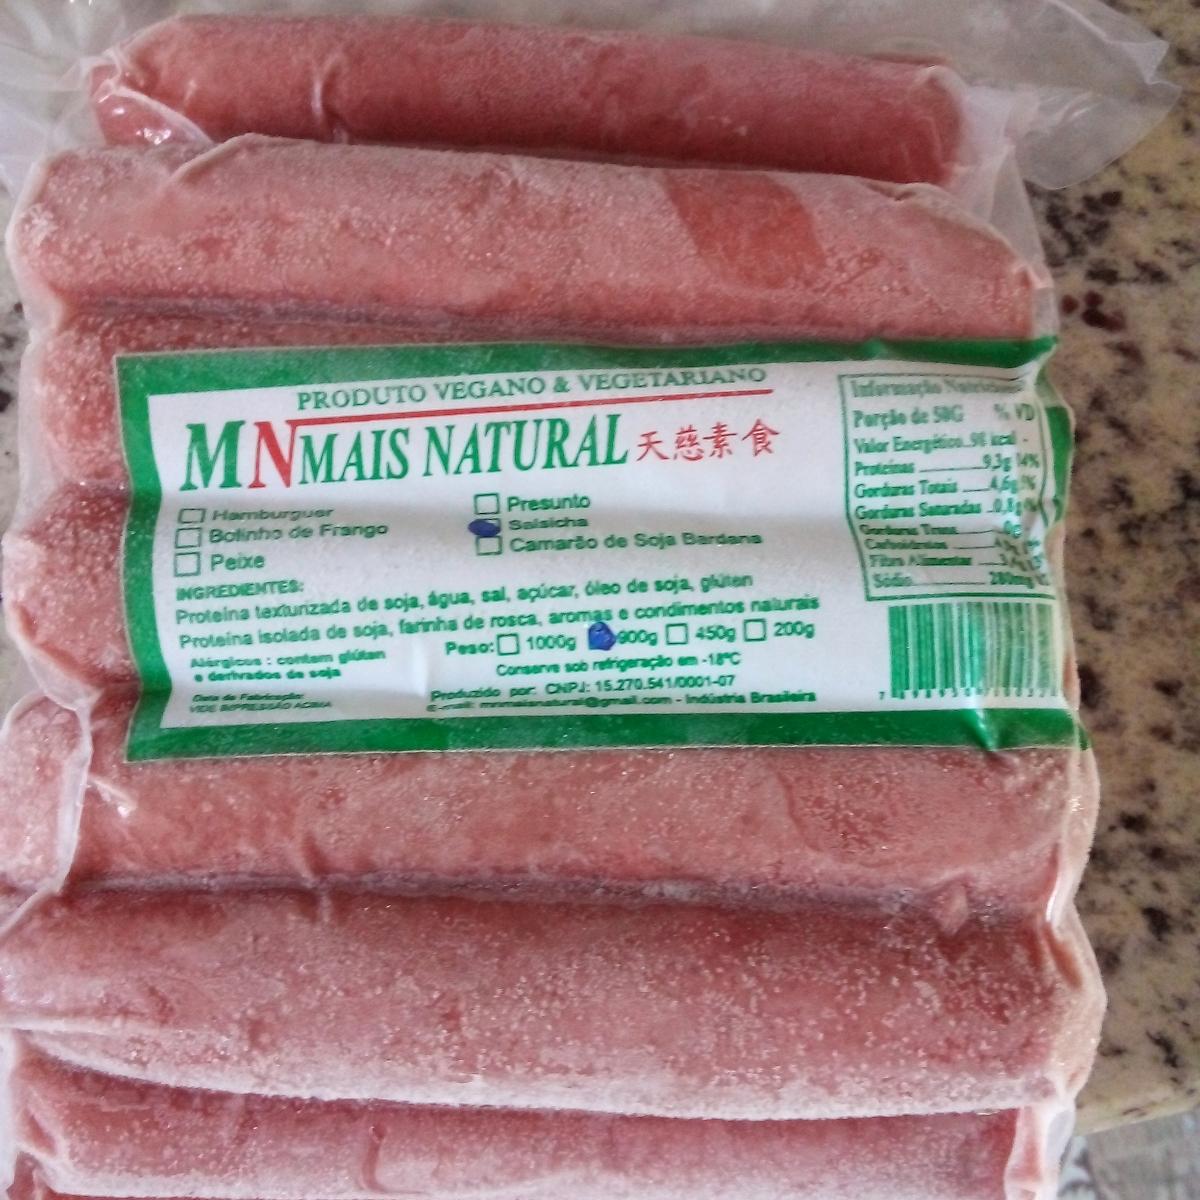 PRODUTO VEGANO & VEGETARIANO
MN MAIS NATURAL 天慈素食
Hamburguer
Bolinho de Frango
Peixe
Presunto
Salsicha
Camarão de Soja Bardana
INGREDIENTES:
Proteína texturizada de soja, água, sal, açúcar, óleo de soja, glúten
Proteína isolada de soja, farinha de rosca, aromas e condimentos naturais
Peso: 1000g 900g 450g 200g
Alérgicos : contem glútan
e derivados de soja
Conserve sob refrigeração em -18ºC
Data de Fabricação:
VIDE IMPRESSÃO ACIMA
Produzido por: CNPJ: 15.270.541/0001-07
E-mail: mnmaisnatural@gmail.com - Indústria Brasileira
Informação
Porção de 50G % VD
Valor Energético..98 kcal -
Proteínas 9,3g 14%
Gorduras Totais 4,6g
Gorduras Saturadas ..0,8g
Gorduras Trans 0g
Carboidratos
Fibra Alimentar
Sódio 280mg